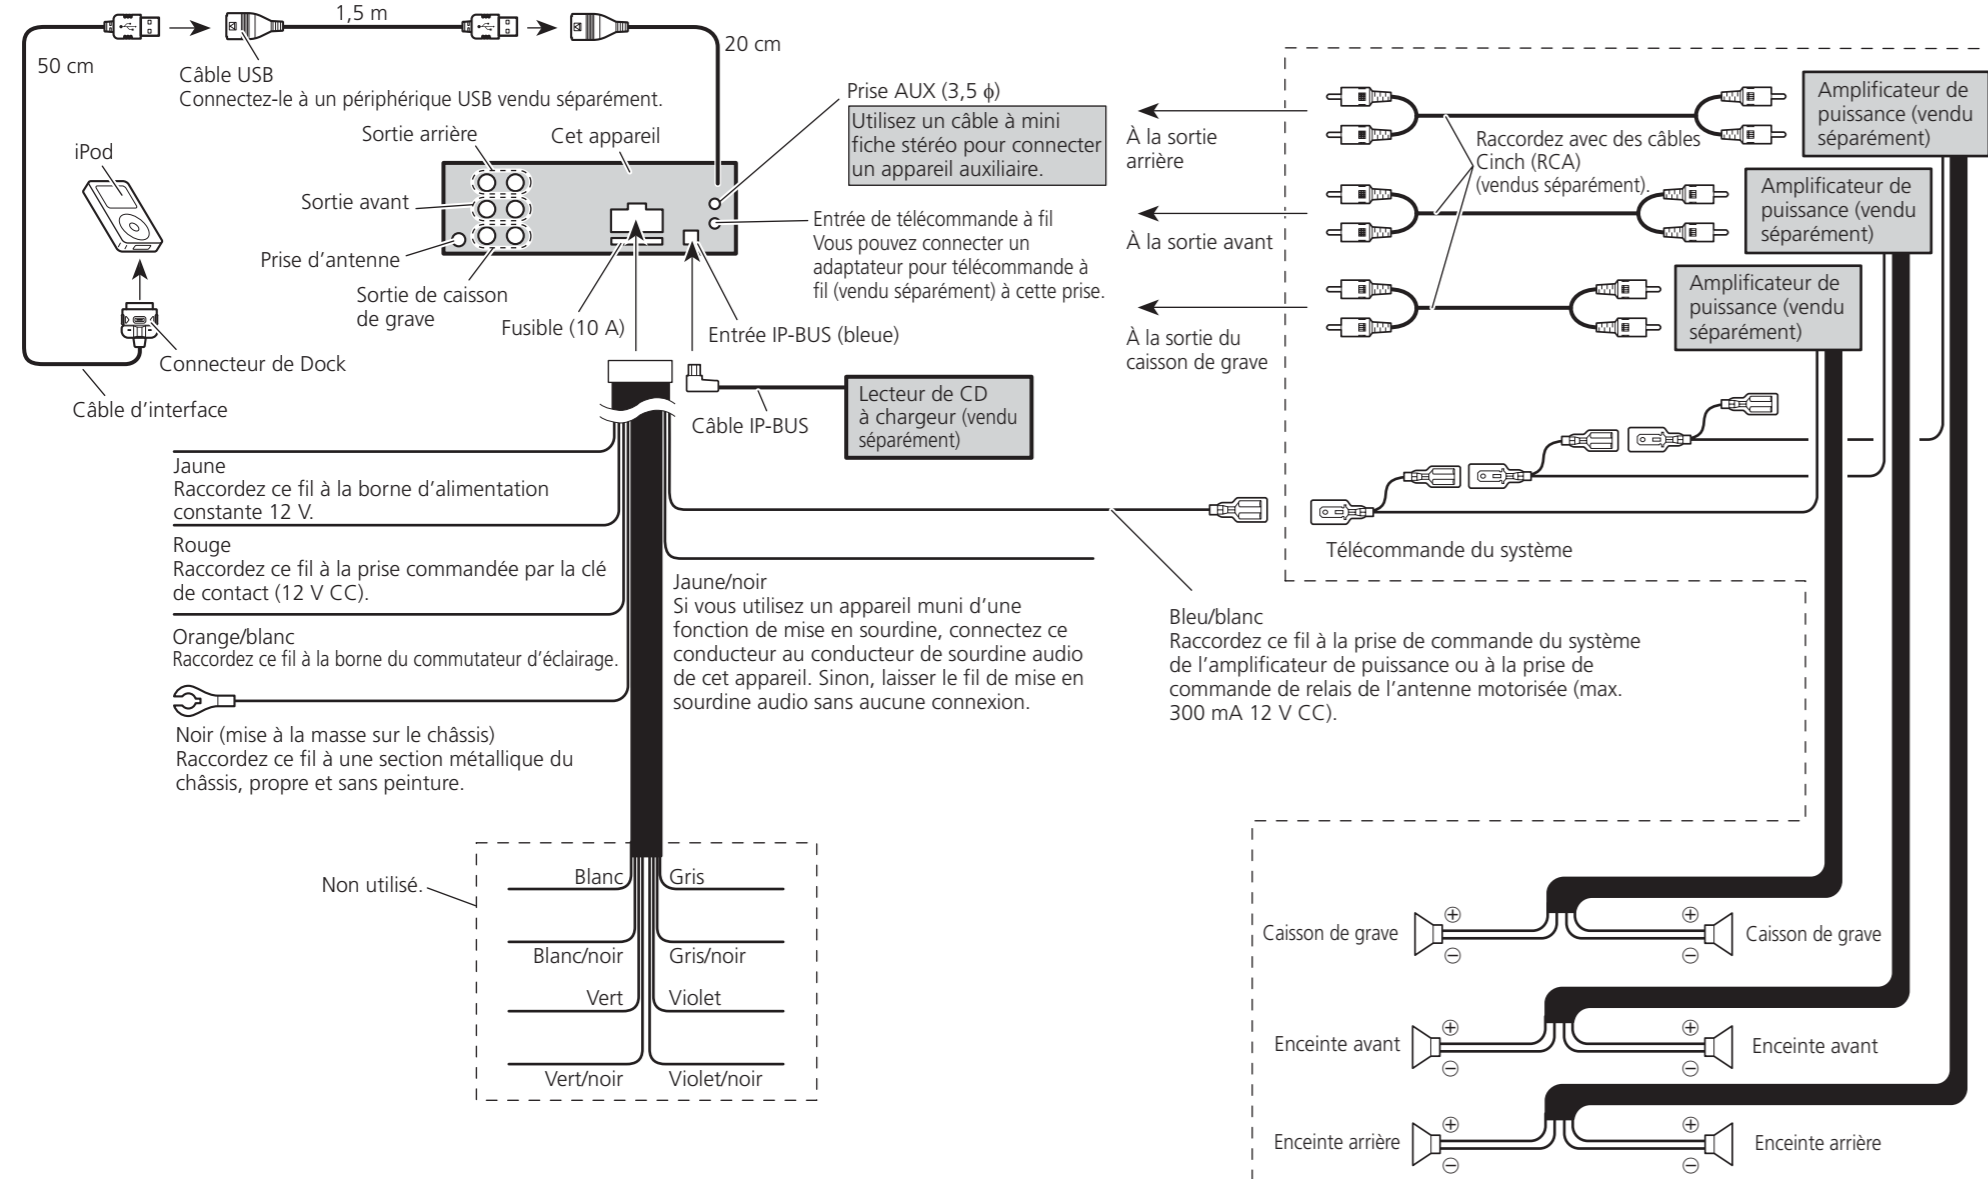 1,5 m
50 cm
20 cm
Câble USB
Connectez-le à un périphérique USB vendu séparément.
Sortie arrière
Cet appareil
iPod
Sortie avant
Prise d'antenne
Sortie de caisson
de grave
Fusible (10 A)
Entrée IP-BUS (bleue)
Connecteur de Dock
Câble d'interface
Câble IP-BUS
Lecteur de CD
à chargeur (vendu
séparément)
Prise AUX (3,5 ϕ)
Utilisez un câble à mini
fiche stéréo pour connecter
un appareil auxiliaire.
Entrée de télécommande à fil
Vous pouvez connecter un
adaptateur pour télécommande à
fil (vendu séparément) à cette prise.
À la sortie
arrière
À la sortie avant
À la sortie du
caisson de grave
Raccordez avec des câbles
Cinch (RCA)
(vendus séparément).
Amplificateur de
puissance (vendu
séparément)
Amplificateur de
puissance (vendu
séparément)
Amplificateur de
puissance (vendu
séparément)
Télécommande du système
Jaune
Raccordez ce fil à la borne d'alimentation
constante 12 V.
Rouge
Raccordez ce fil à la prise commandée par la clé
de contact (12 V CC).
Orange/blanc
Raccordez ce fil à la borne du commutateur d'éclairage.
Noir (mise à la masse sur le châssis)
Raccordez ce fil à une section métallique du
châssis, propre et sans peinture.
Jaune/noir
Si vous utilisez un appareil muni d'une
fonction de mise en sourdine, connectez ce
conducteur au conducteur de sourdine audio
de cet appareil. Sinon, laisser le fil de mise en
sourdine audio sans aucune connexion.
Bleu/blanc
Raccordez ce fil à la prise de commande du système
de l'amplificateur de puissance ou à la prise de
commande de relais de l'antenne motorisée (max.
300 mA 12 V CC).
Non utilisé.
Blanc
Gris
Blanc/noir
Gris/noir
Vert
Violet
Vert/noir
Violet/noir
Caisson de grave
⊕
⊖
⊕
⊖
Caisson de grave
Enceinte avant
⊕
⊖
⊕
⊖
Enceinte avant
Enceinte arrière
⊕
⊖
⊕
⊖
Enceinte arrière